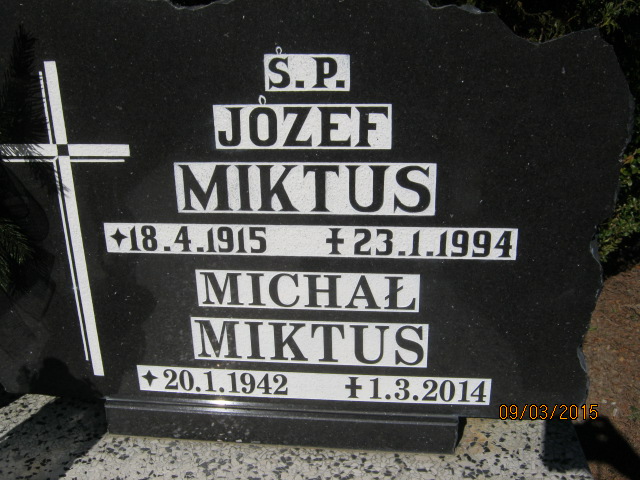 Ś.P.
JÓZEF
MIKTUS
✦18.4.1915 ✝23.1.1994
MICHAŁ
MIKTUS
✦20.1.1942 ✝1.3.2014
09/03/2015